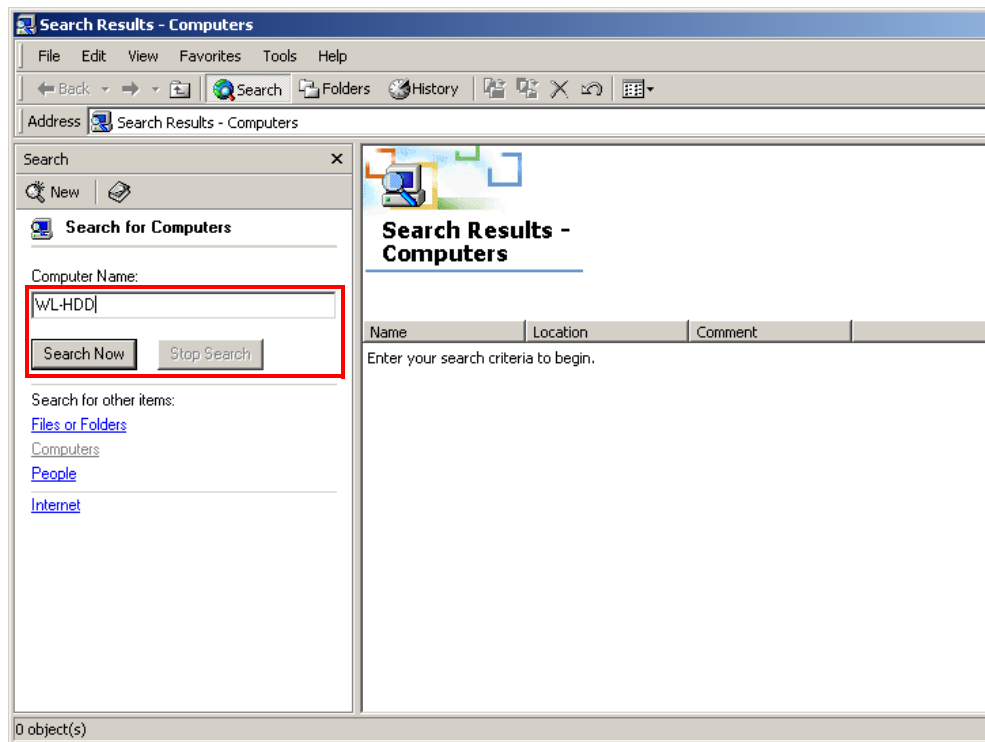 Search Results - Computers
File Edit View Favorites Tools Help
Back Search Folders History
Address Search Results - Computers
Search
New
Search for Computers
Computer Name:
WL-HDD
Search Now Stop Search
Search for other items:
Files or Folders
Computers
People
Internet
Search Results -
Computers
Name Location Comment
Enter your search criteria to begin.
0 object(s)